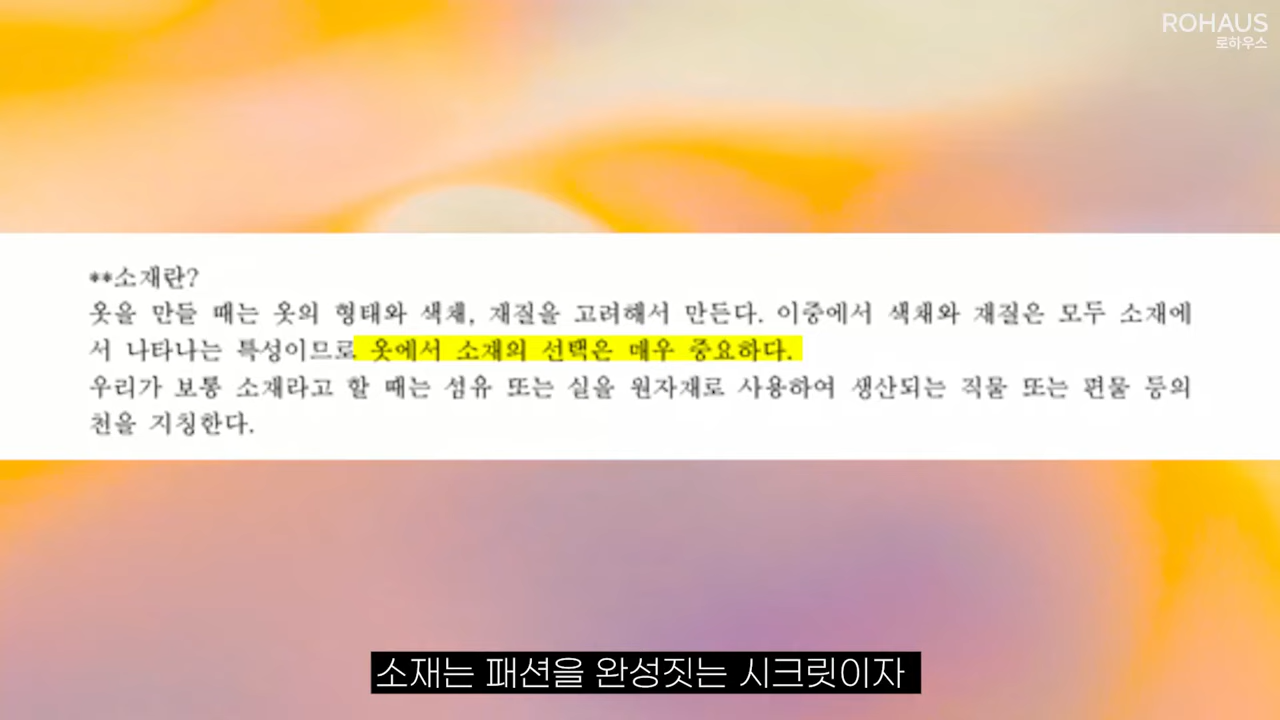 ROHAUS
로하우스
**소재란?
옷을 만들 때는 옷의 형태와 색채, 재질을 고려해서 만든다. 이중에서 색채와 재질은 모두 소재에
서 나타나는 특성이므로 옷에서 소재의 선택은 매우 중요하다.
우리가 보통 소재라고 할 때는 섬유 또는 실을 원자재로 사용하여 생산되는 직물 또는 편물 등의
천을 지칭한다.
소재는 패션을 완성짓는 시크릿이자